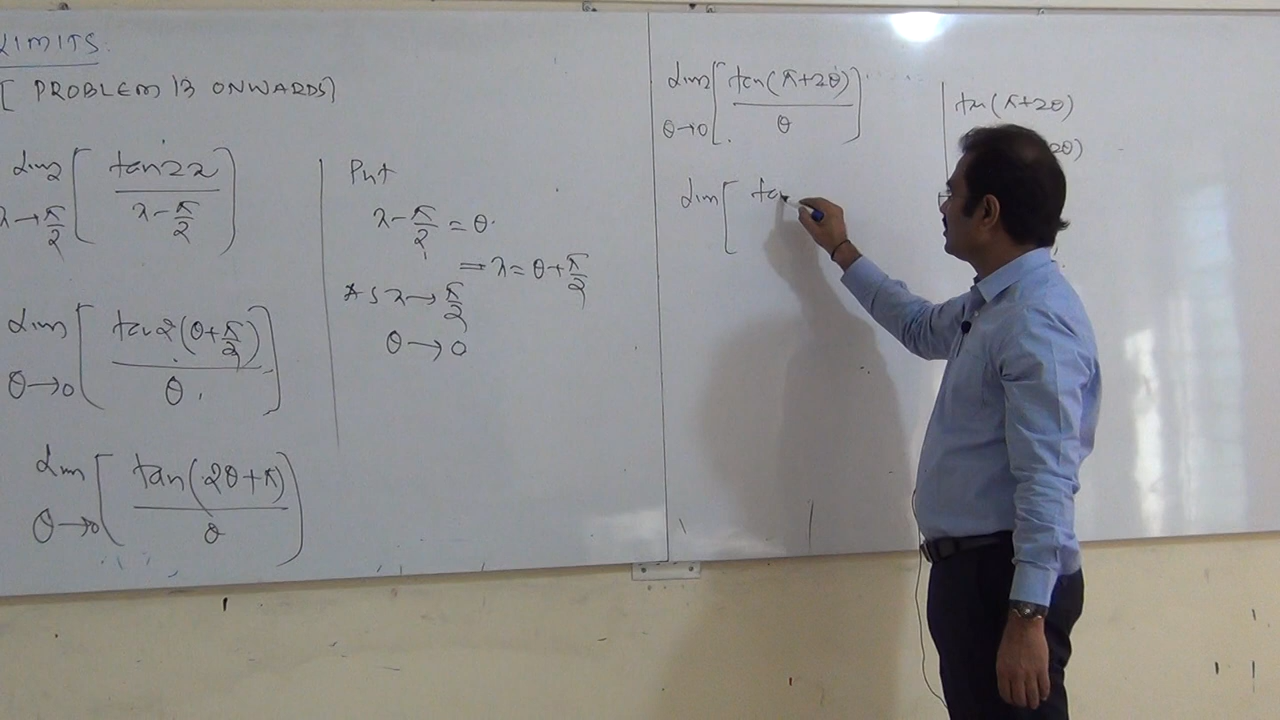 LIMITS.
[ PROBLEM 13 ONWARDS)
lim [ tan2x
x→π/2 x-π/2 ]
lim [ tan2(θ+π/2)
θ→0 θ ]
lim [ tan(2θ+π)
θ→0 θ ]
Put
x-π/2 = θ
⇒ x = θ+π/2
As x→π/2
θ→0
lim [ tan(π+2θ)
θ→0 θ ]
lim [ ta
tan(π+2θ)
2θ)